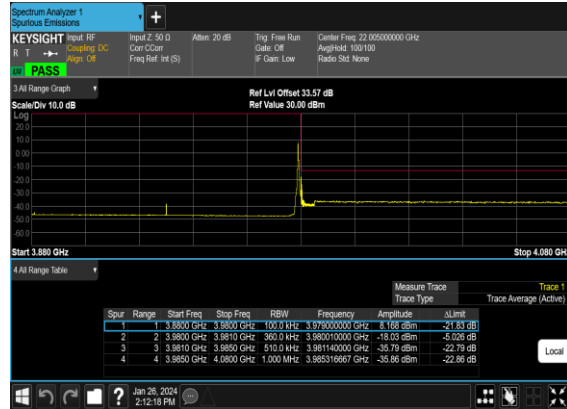 Spectrum Analyzer 1
Spurious Emissions
KEYSIGHT Input: RF Input Z: 50 Ω Atten: 20 dB Trig: Free Run Center Freq: 22.005000000 GHz
R T Coupling: DC Corr CCorr Gate: Off Avg|Hold: 100/100
Align: Off Freq Ref: Int (S) IF Gain: Low Radio Std: None
LXI PASS
3 All Range Graph
Ref Lvl Offset 33.57 dB
Scale/Div 10.0 dB Ref Value 30.00 dBm
Log
20.0
10.0
0.00
-10.0
-20.0
-30.0
-40.0
-50.0
-60.0
Start 3.880 GHz Stop 4.080 GH
4 All Range Table
Measure Trace Trace 1
Trace Type Trace Average (Active)
Spur Range Start Freq Stop Freq RBW Frequency Amplitude ΔLimit
1 1 3.8800 GHz 3.9800 GHz 100.0 kHz 3.979000000 GHz 8.168 dBm -21.83 dB
2 2 3.9800 GHz 3.9810 GHz 360.0 kHz 3.980010000 GHz -18.03 dBm -5.026 dB
3 3 3.9810 GHz 3.9850 GHz 510.0 kHz 3.981140000 GHz -35.79 dBm -22.79 dB
4 4 3.9850 GHz 4.0800 GHz 1.000 MHz 3.985316667 GHz -35.86 dBm -22.86 dB
Local
? Jan 26, 2024
2:12:18 PM